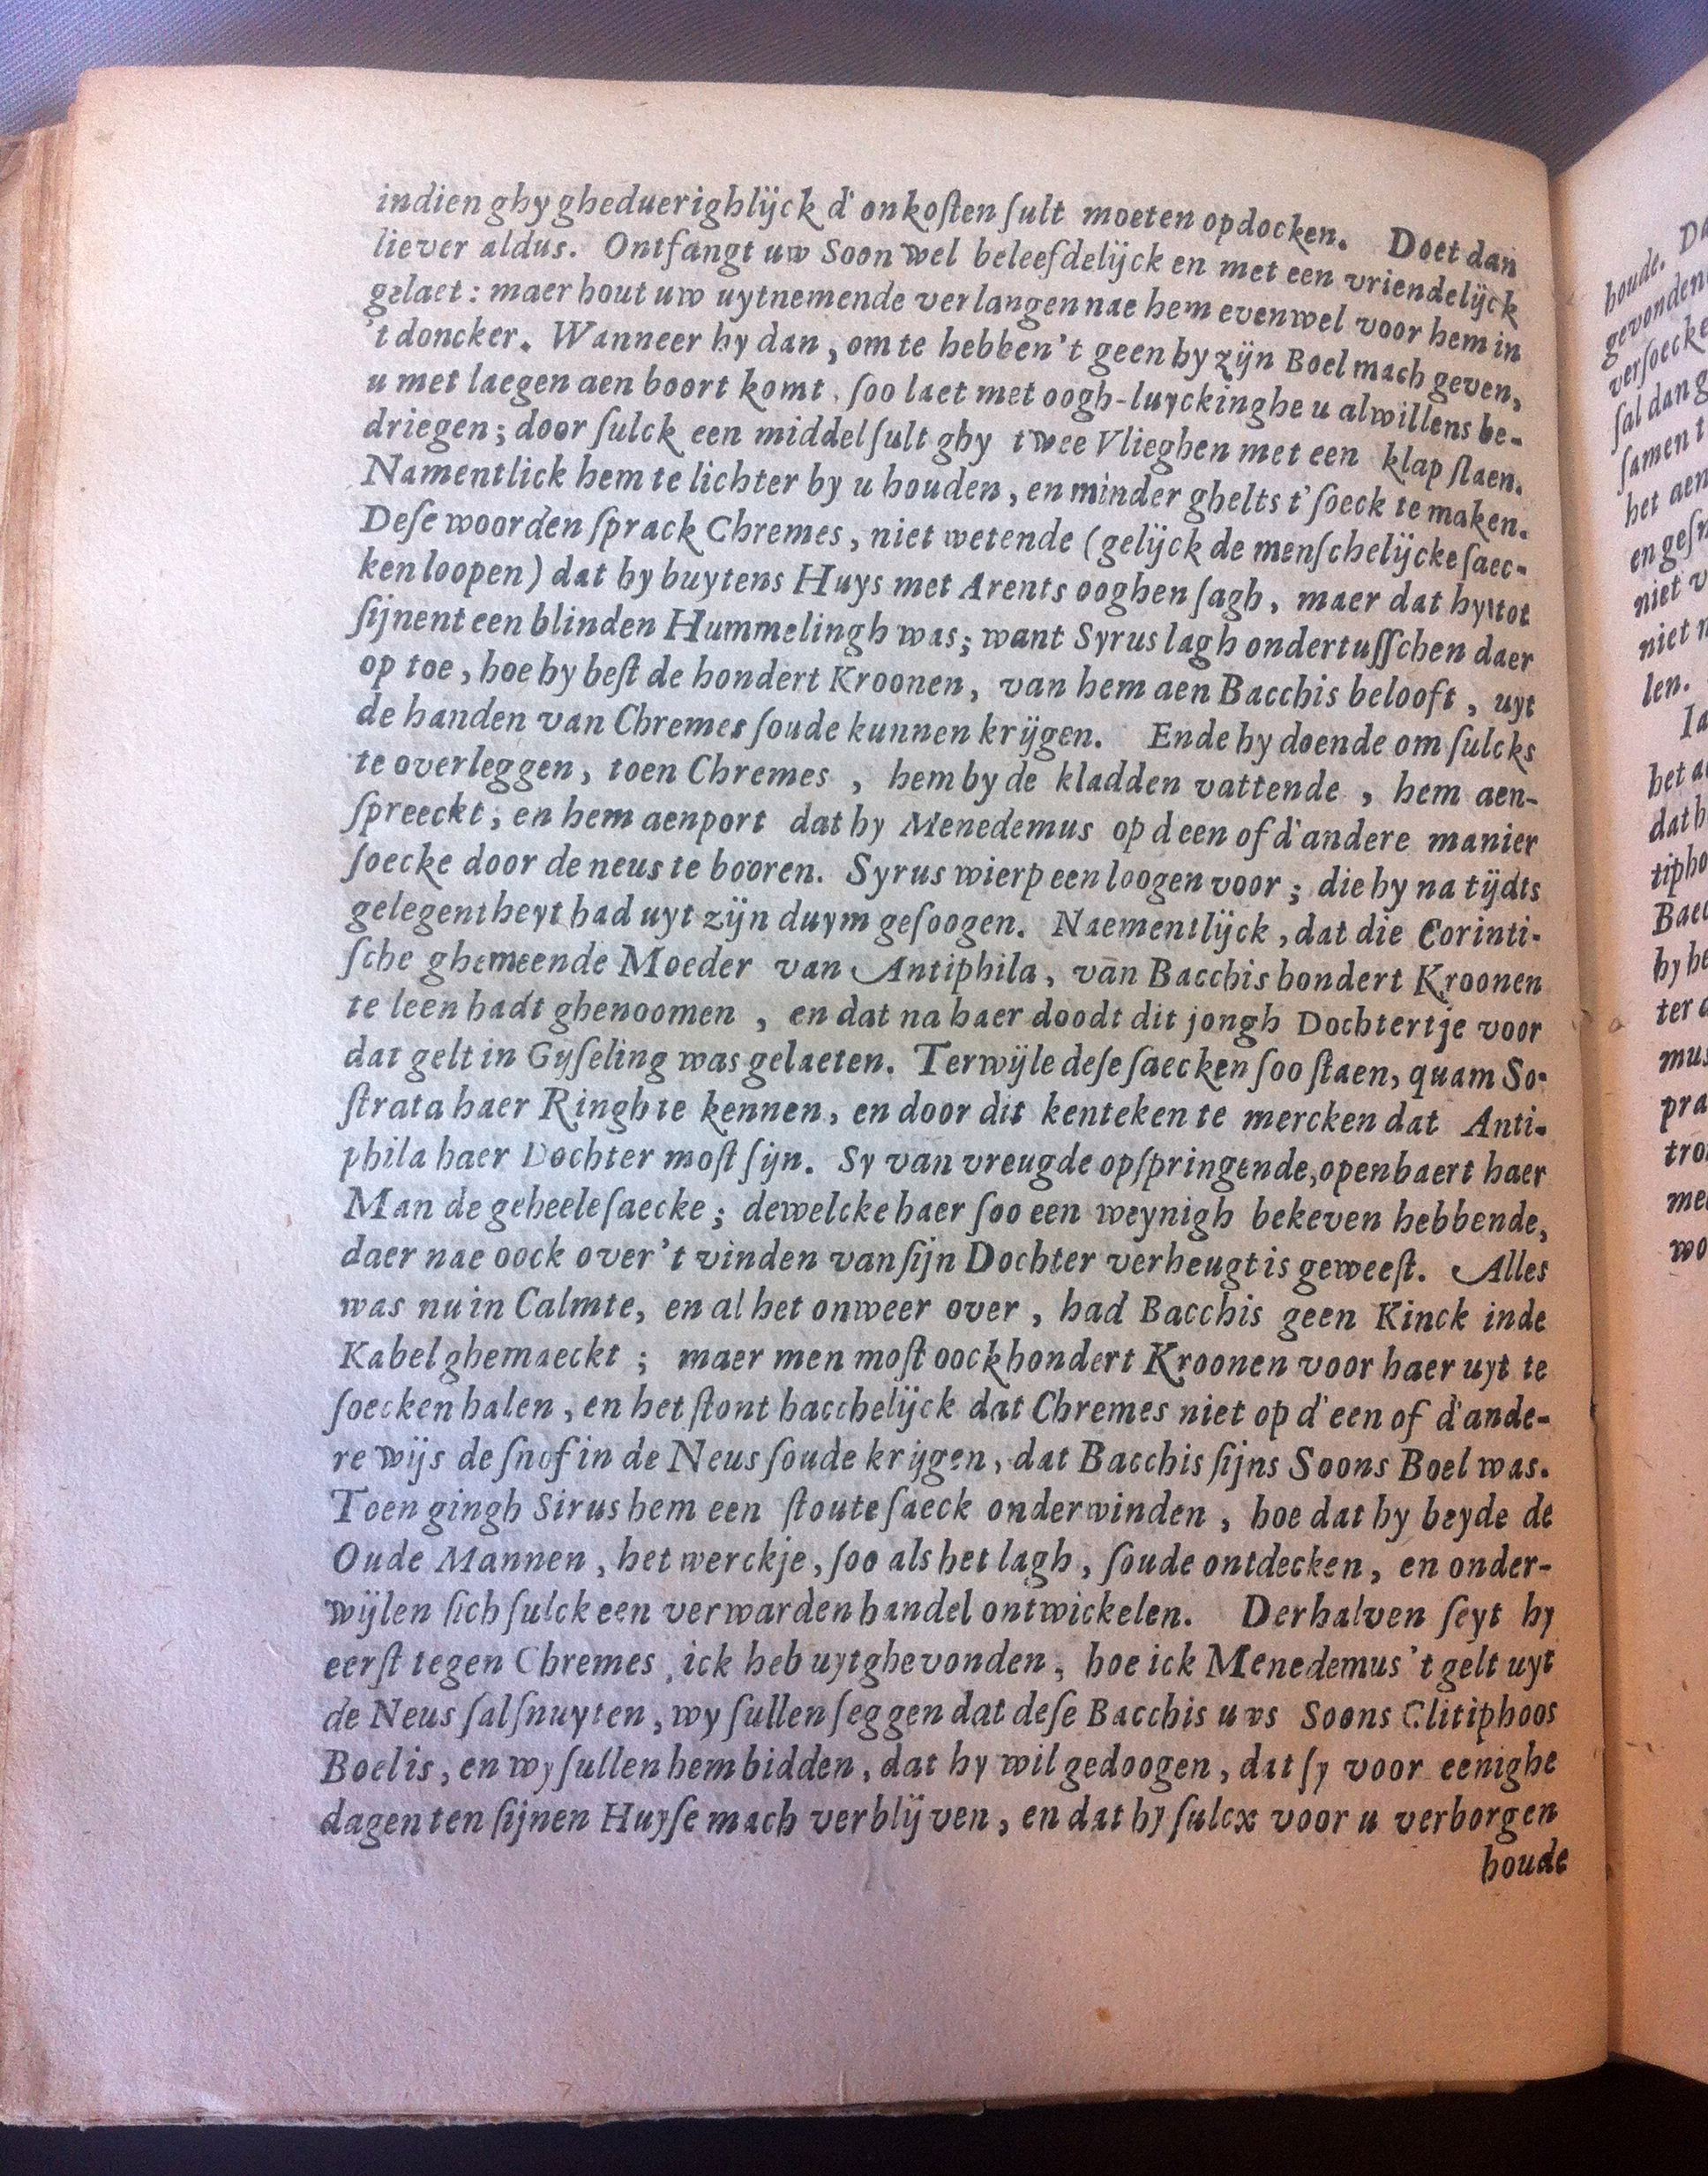 indien ghy gheduerighlijck d'onkoſten ſult moeten opdocken. Doet dan
liever aldus. Ontfangt uw Soon wel beleefdelijck en met een vriendelijck
gelaet: maer hout uw uytnemende verlangen nae hem evenwel voor hem in
't doncker. Wanneer hy dan, om te hebben 't geen hy zijn Boel mach geven,
u met laegen aen boort komt, ſoo laet met oogh-luyckinghe u al willens be-
driegen; door ſulck een middel ſult ghy twee Vlieghen met een klap ſlaen.
Namentlick hem te lichter by u houden, en minder ghelts t'ſoeck te maken.
Deſe woorden ſprack Chremes, niet wetende (gelijck de menſchelijcke ſaec-
ken loopen) dat hy buytens Huys met Arents ooghen ſagh, maer dat hy tot
ſijnent een blinden Hummelingh was; want Syrus lagh ondertuſſchen daer
op toe, hoe hy beſt de hondert Kroonen, van hem aen Bacchis belooft, uyt
de handen van Chremes ſoude kunnen krijgen. Ende hy doende om ſulcks
te overleggen, toen Chremes, hem by de kladden vattende, hem aen-
ſpreeckt, en hem aenport dat hy Menedemus op d een of d'andere manier
ſoecke door de neus te booren. Syrus wierp een loogen voor; die hy na tijdts
gelegentheyt had uyt zijn duym geſoogen. Naementlijck, dat die Corinti-
ſche ghemeende Moeder van Antiphila, van Bacchis hondert Kroonen
te leen hadt ghenoomen, en dat na haer doodt dit jongh Dochtertje voor
dat gelt in Gyſeling was gelaeten. Terwijle deſe ſaecken ſoo ſtaen, quam So-
ſtrata haer Ringh te kennen, en door dit kenteken te mercken dat Anti-
phila haer Dochter moſt ſijn. Sy van vreugde opſpringende, openbaert haer
Man de geheele ſaecke; dewelcke haer ſoo een weynigh bekeven hebbende,
daer nae oock over 't vinden van ſijn Dochter verheugt is geweeſt. Alles
was nu in Calmte, en al het onweer over, had Bacchis geen Kinck inde
Kabel ghemaeckt; maer men moſt oock hondert Kroonen voor haer uyt te
ſoecken halen, en het ſtont hacchelijck dat Chremes niet op d'een of d'ande-
re wijs de ſnof in de Neus ſoude krijgen, dat Bacchis ſijns Soons Boel was.
Toen gingh Sirus hem een ſtoute ſaeck onderwinden, hoe dat hy beyde de
Oude Mannen, het werckje, ſoo als het lagh, ſoude ontdecken, en onder-
wijlen ſich ſulck een verwarden handel ontwickelen. Derhalven ſeyt hy
eerſt tegen Chremes, ick heb uytghevonden, hoe ick Menedemus 't gelt uyt
de Neus ſal ſnuyten, wy ſullen ſeggen dat deſe Bacchis uws Soons Clitiphoos
Boel is, en wy ſullen hem bidden, dat hy wil gedoogen, dat ſy voor eenighe
dagen ten ſijnen Huyſe mach verblijven, en dat hy ſulcx voor u verborgen
houde